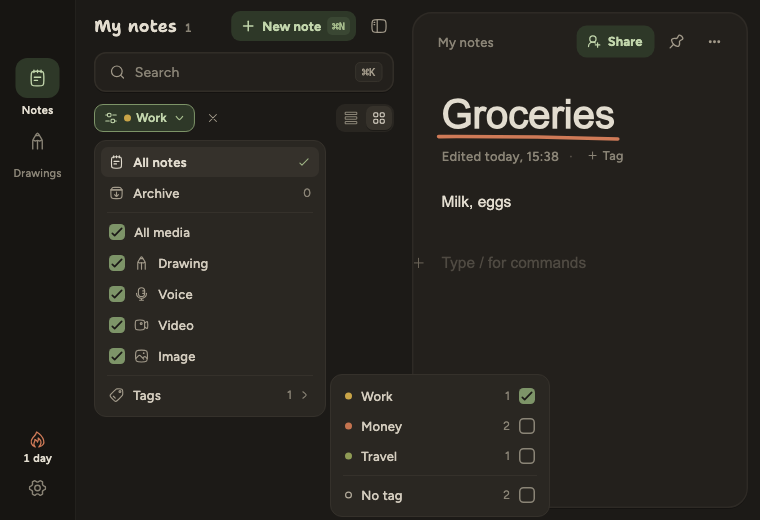 Notes
Drawings
1 day
My notes 1
+ New note ⌘N
Search ⌘K
Work
All notes
Archive 0
All media
Drawing
Voice
Video
Image
Tags 1
Work 1
Money 2
Travel 1
No tag 2
My notes
Share
Groceries
Edited today, 15:38 · + Tag
Milk, eggs
+ Type / for commands